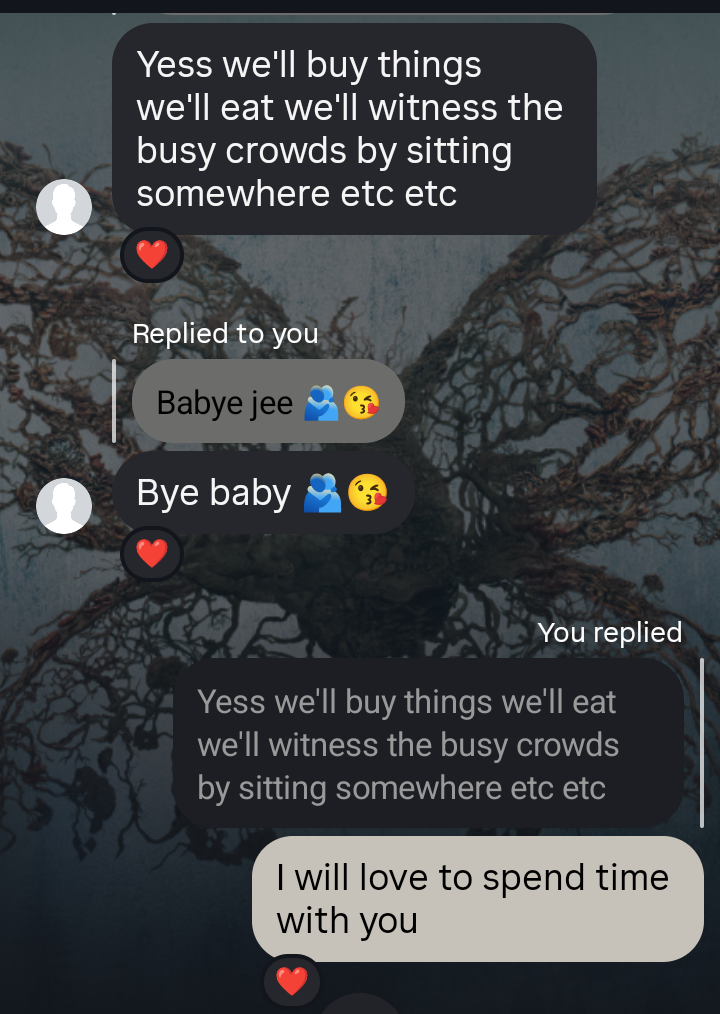 Yess we'll buy things
we'll eat we'll witness the
busy crowds by sitting
somewhere etc etc
❤️
Replied to you
Babye jee 🫂😘
Bye baby 🫂😘
❤️
You replied
Yess we'll buy things we'll eat
we'll witness the busy crowds
by sitting somewhere etc etc
I will love to spend time
with you
❤️